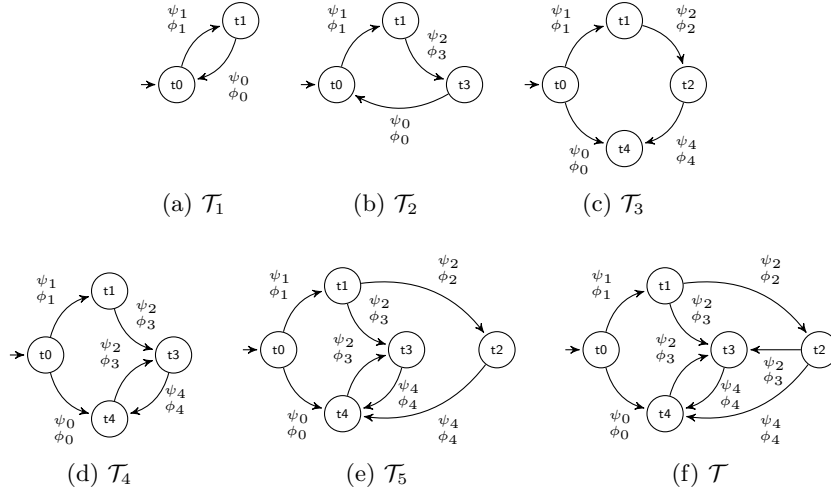 ψ1
ϕ1
t1
ψ0
ϕ0
t0
(a) 𝒯1
ψ1
ϕ1
t1
ψ2
ϕ3
t0
t3
ψ0
ϕ0
(b) 𝒯2
ψ1
ϕ1
t1
ψ2
ϕ2
t0
t2
ψ0
ϕ0
t4
ψ4
ϕ4
(c) 𝒯3
ψ1
ϕ1
t1
ψ2
ϕ3
t0
ψ2
ϕ3
t3
ψ4
ϕ4
ψ0
ϕ0
t4
(d) 𝒯4
ψ1
ϕ1
t1
ψ2
ϕ2
ψ2
ϕ3
t0
ψ2
ϕ3
t3
t2
ψ4
ϕ4
ψ0
ϕ0
t4
ψ4
ϕ4
(e) 𝒯5
ψ1
ϕ1
t1
ψ2
ϕ2
ψ2
ϕ3
t0
ψ2
ϕ3
t3
ψ2
ϕ3
t2
ψ4
ϕ4
ψ0
ϕ0
t4
ψ4
ϕ4
(f) 𝒯